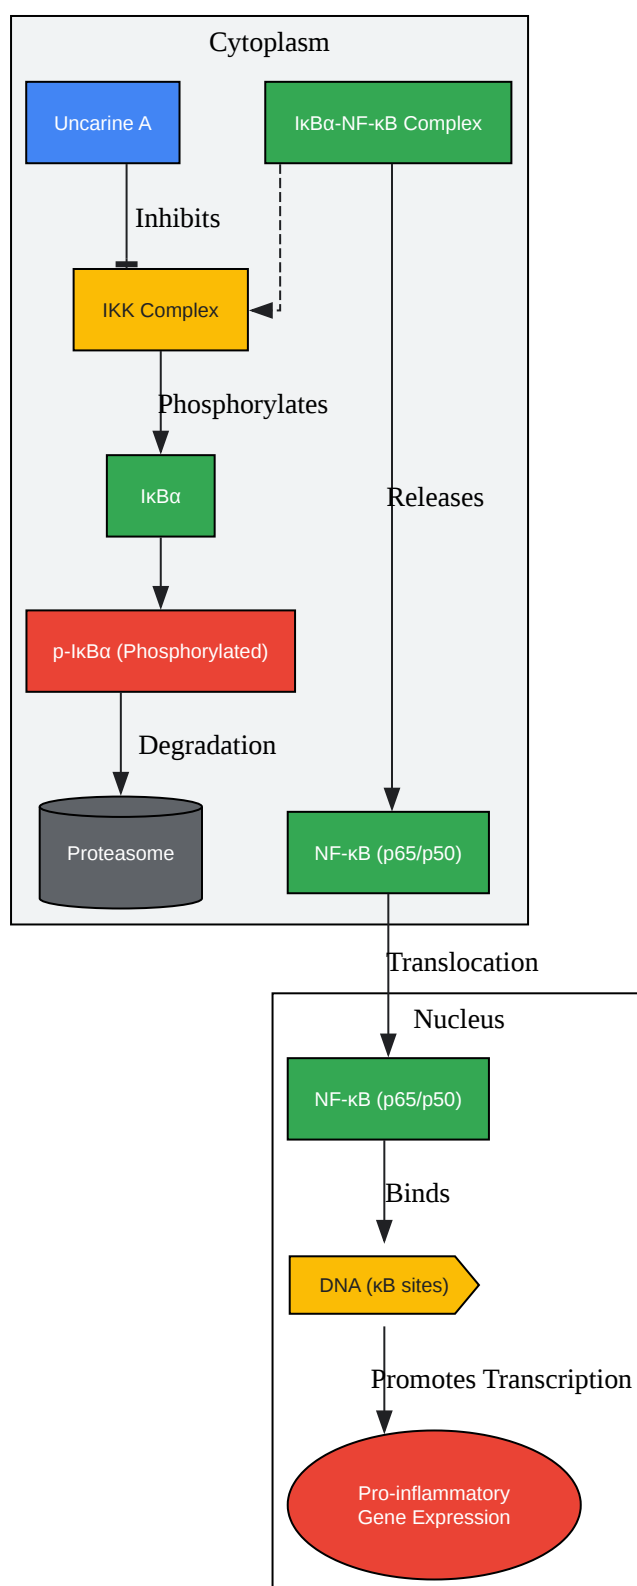 Cytoplasm
Uncarine A
IκBα-NF-κB Complex
Inhibits
IKK Complex
Phosphorylates
IκBα
Releases
p-IκBα (Phosphorylated)
Degradation
Proteasome
NF-κB (p65/p50)
Translocation
Nucleus
NF-κB (p65/p50)
Binds
DNA (κB sites)
Promotes Transcription
Pro-inflammatory
Gene Expression